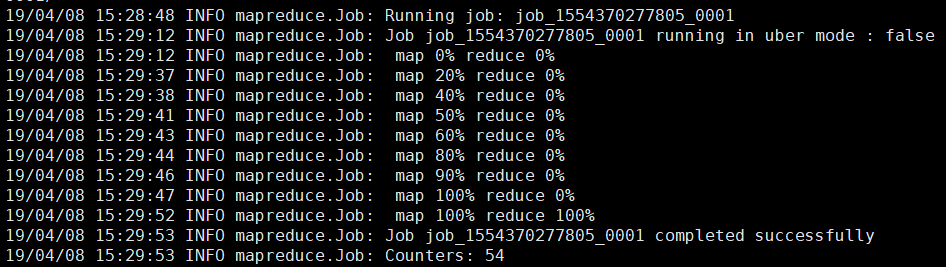 19/04/08 15:28:48 INFO mapreduce.Job: Running job: job_1554370277805_0001
19/04/08 15:29:12 INFO mapreduce.Job: Job job_1554370277805_0001 running in uber mode : false
19/04/08 15:29:12 INFO mapreduce.Job:  map 0% reduce 0%
19/04/08 15:29:37 INFO mapreduce.Job:  map 20% reduce 0%
19/04/08 15:29:38 INFO mapreduce.Job:  map 40% reduce 0%
19/04/08 15:29:41 INFO mapreduce.Job:  map 50% reduce 0%
19/04/08 15:29:43 INFO mapreduce.Job:  map 60% reduce 0%
19/04/08 15:29:44 INFO mapreduce.Job:  map 80% reduce 0%
19/04/08 15:29:46 INFO mapreduce.Job:  map 90% reduce 0%
19/04/08 15:29:47 INFO mapreduce.Job:  map 100% reduce 0%
19/04/08 15:29:52 INFO mapreduce.Job:  map 100% reduce 100%
19/04/08 15:29:53 INFO mapreduce.Job: Job job_1554370277805_0001 completed successfully
19/04/08 15:29:53 INFO mapreduce.Job: Counters: 54